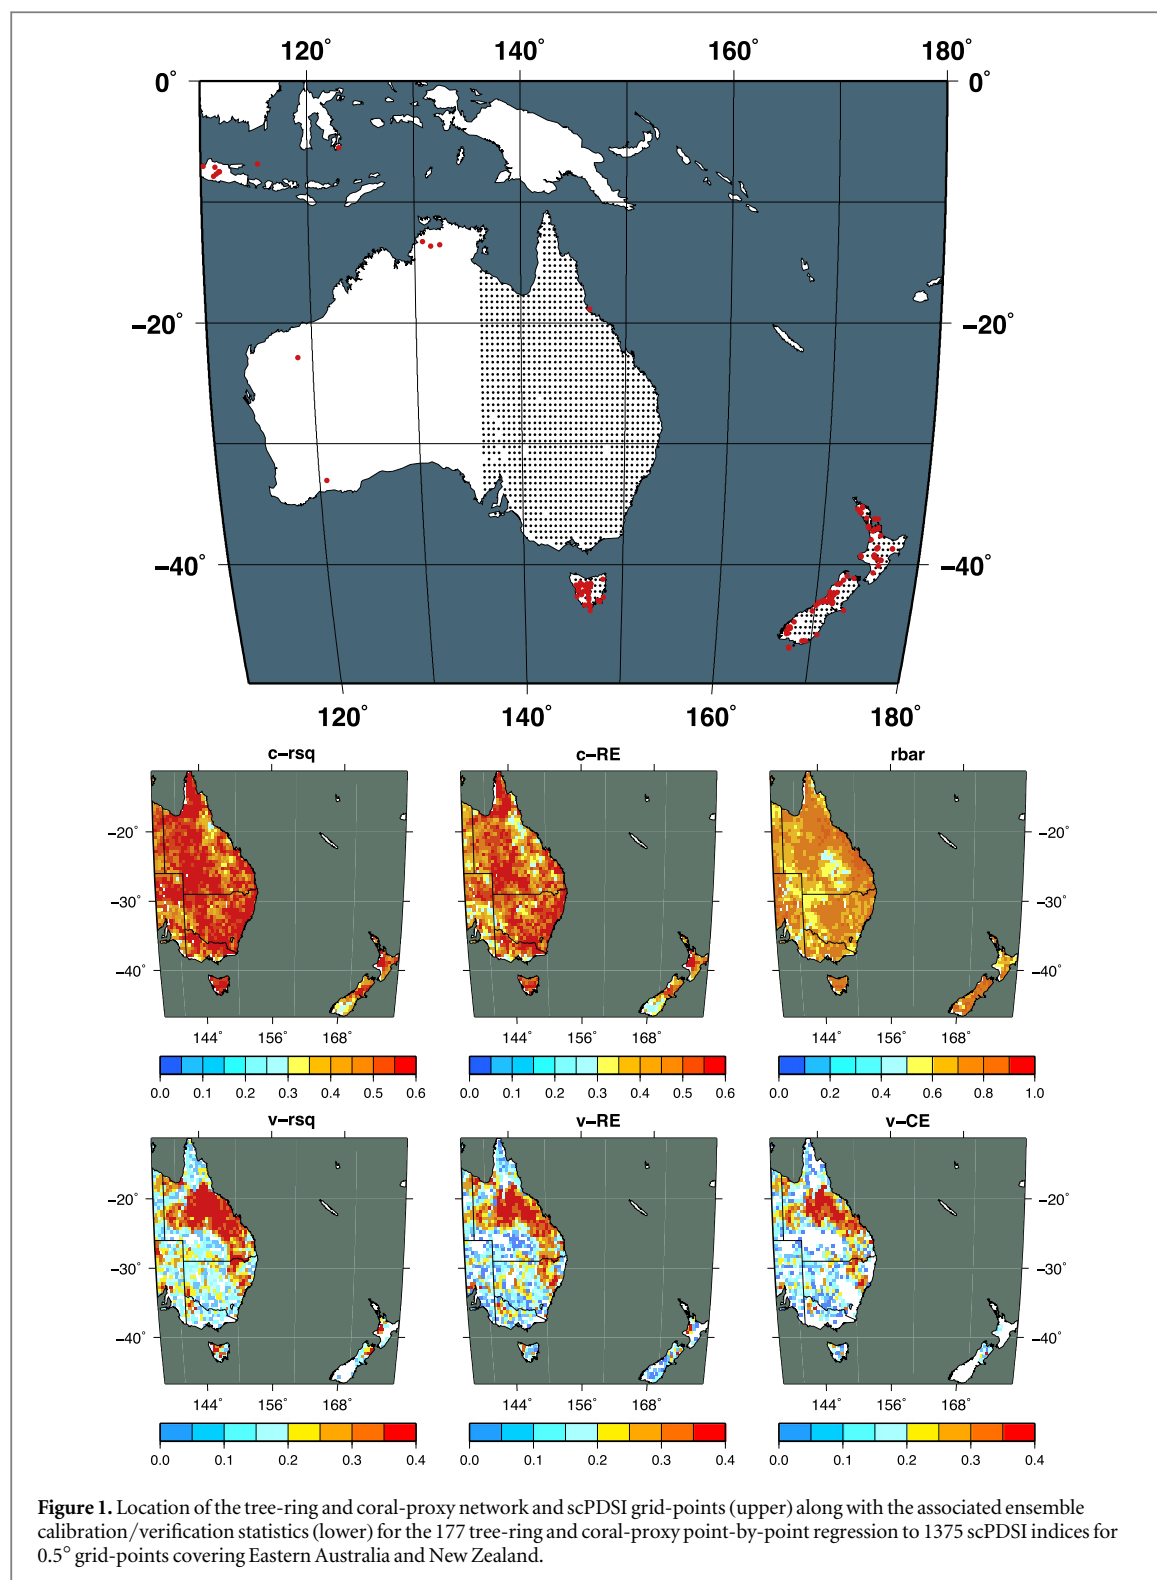 120° 140° 160° 180°
0° 0°
−20° −20°
−40° −40°
120° 140° 160° 180°
c−rsq c−RE rbar
−20° −20°
−30° −30°
−40° −40°
144° 156° 168° 144° 156° 168° 144° 156° 168°
0.0 0.1 0.2 0.3 0.4 0.5 0.6 0.0 0.1 0.2 0.3 0.4 0.5 0.6 0.0 0.2 0.4 0.6 0.8 1.0
v−rsq v−RE v−CE
−20° −20°
−30° −30°
−40° −40°
144° 156° 168° 144° 156° 168° 144° 156° 168°
0.0 0.1 0.2 0.3 0.4 0.0 0.1 0.2 0.3 0.4 0.0 0.1 0.2 0.3 0.4
Figure 1. Location of the tree-ring and coral-proxy network and scPDSI grid-points (upper) along with the associated ensemble
calibration/verification statistics (lower) for the 177 tree-ring and coral-proxy point-by-point regression to 1375 scPDSI indices for
0.5° grid-points covering Eastern Australia and New Zealand.